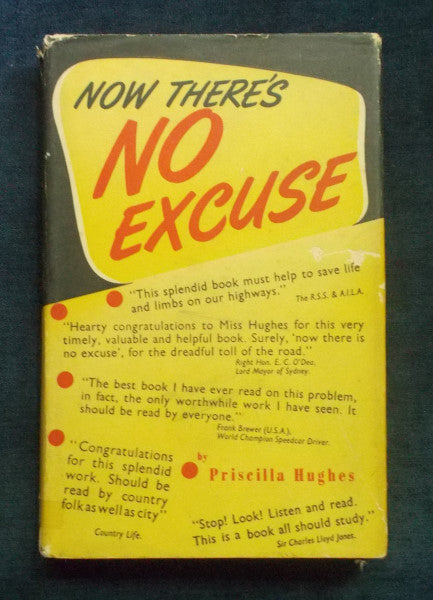 NOW THERE'S
NO
EXCUSE
"This splendid book must help to save life
and limbs on our highways."
The R.S.S. & A.I.L.A.
"Hearty congratulations to Miss Hughes for this very
timely, valuable and helpful book. Surely, 'now there is
no excuse', for the dreadful toll of the road."
Right Hon. E. C. O'Dea,
Lord Mayor of Sydney.
"The best book I have ever read on this problem,
in fact, the only worthwhile work I have seen. It
should be read by everyone."
Frank Brewer (U.S.A.),
World Champion Speedcar Driver.
"Congratulations
for this splendid
work. Should be
read by country
folk as well as city"
Country Life.
by
Priscilla Hughes
"Stop! Look! Listen and read.
This is a book all should study."
Sir Charles Lloyd Jones.